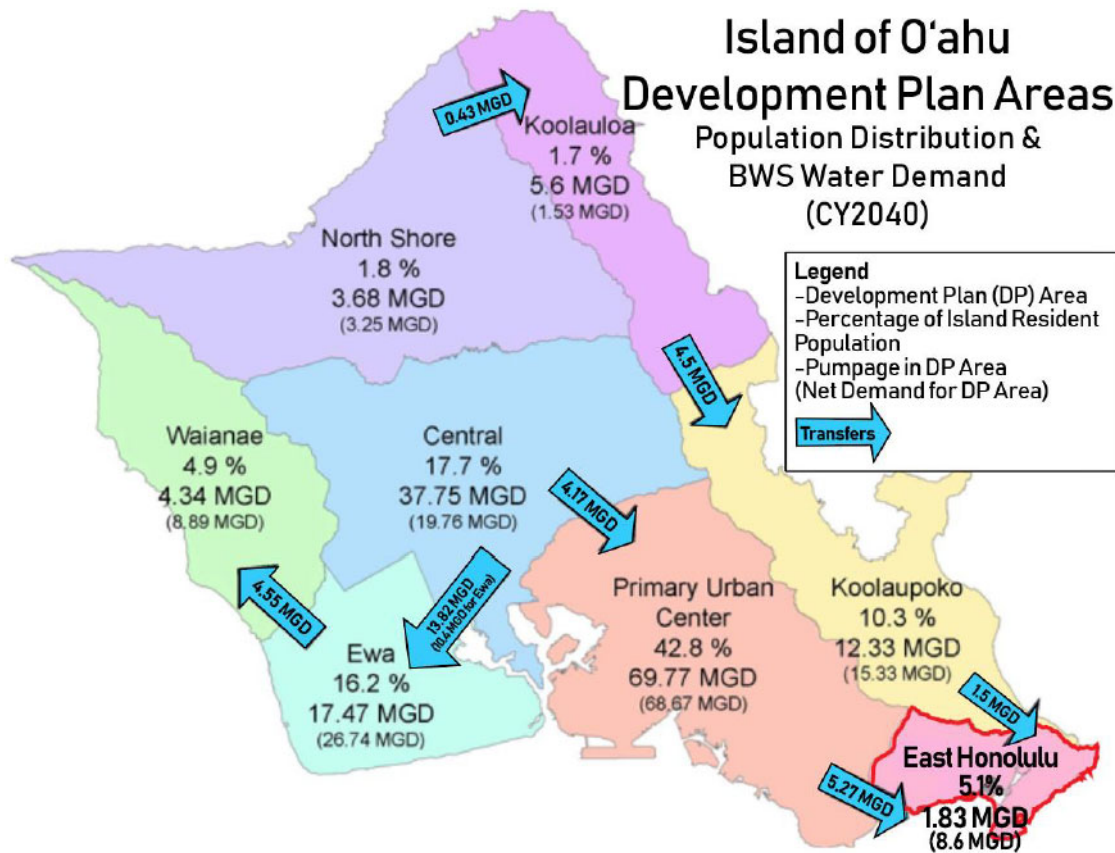 Island of Oʻahu
Development Plan Areas
Population Distribution &
BWS Water Demand
(CY2040)
Legend
-Development Plan (DP) Area
-Percentage of Island Resident
Population
-Pumpage in DP Area
(Net Demand for DP Area)
Transfers
0.43 MGD
Koolauloa
1.7 %
5.6 MGD
(1.53 MGD)
North Shore
1.8 %
3.68 MGD
(3.25 MGD)
4.5 MGD
Waianae
4.9 %
4.34 MGD
(8.89 MGD)
Central
17.7 %
37.75 MGD
(19.76 MGD)
4.17 MGD
4.55 MGD
13.82 MGD
(10.4 MGD for Ewa)
Ewa
16.2 %
17.47 MGD
(26.74 MGD)
Primary Urban
Center
42.8 %
69.77 MGD
(68.67 MGD)
Koolaupoko
10.3 %
12.33 MGD
(15.33 MGD)
1.5 MGD
5.27 MGD
East Honolulu
5.1%
1.83 MGD
(8.6 MGD)